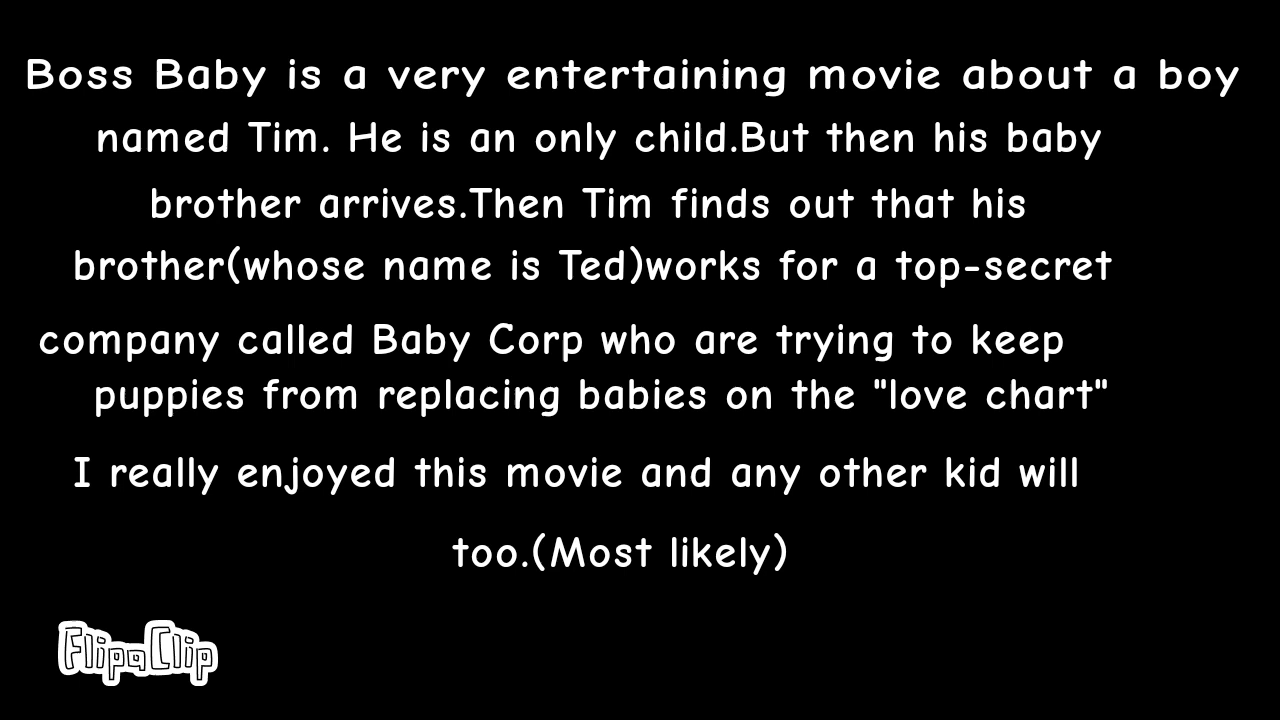 Boss Baby is a very entertaining movie about a boy
named Tim. He is an only child.But then his baby
brother arrives.Then Tim finds out that his
brother(whose name is Ted)works for a top-secret
company called Baby Corp who are trying to keep
puppies from replacing babies on the "love chart"
I really enjoyed this movie and any other kid will
too.(Most likely)
FlipaClip